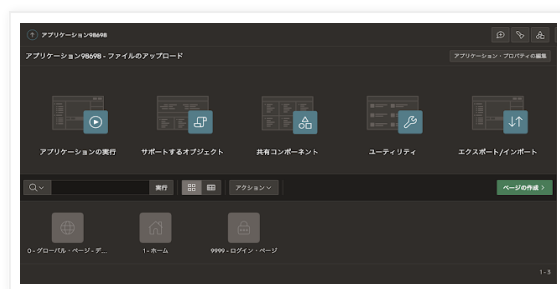 アプリケーション98698
アプリケーション98698 - ファイルのアップロード
アプリケーション・プロパティの編集
アプリケーションの実行
サポートするオブジェクト
共有コンポーネント
ユーティリティ
エクスポート/インポート
実行
アクション
ページの作成
0 - グローバル・ページ - デ...
1 - ホーム
9999 - ログイン・ページ
1 - 3